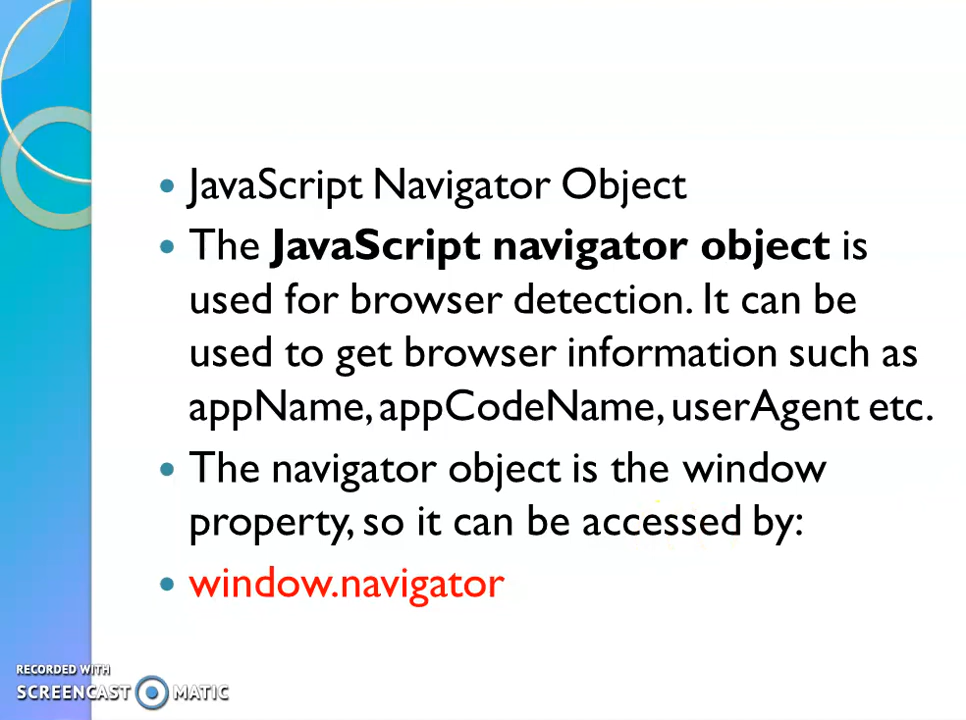 JavaScript Navigator Object
The JavaScript navigator object is
used for browser detection. It can be
used to get browser information such as
appName, appCodeName, userAgent etc.
The navigator object is the window
property, so it can be accessed by:
window.navigator
RECORDED WITH
SCREENCAST MATIC